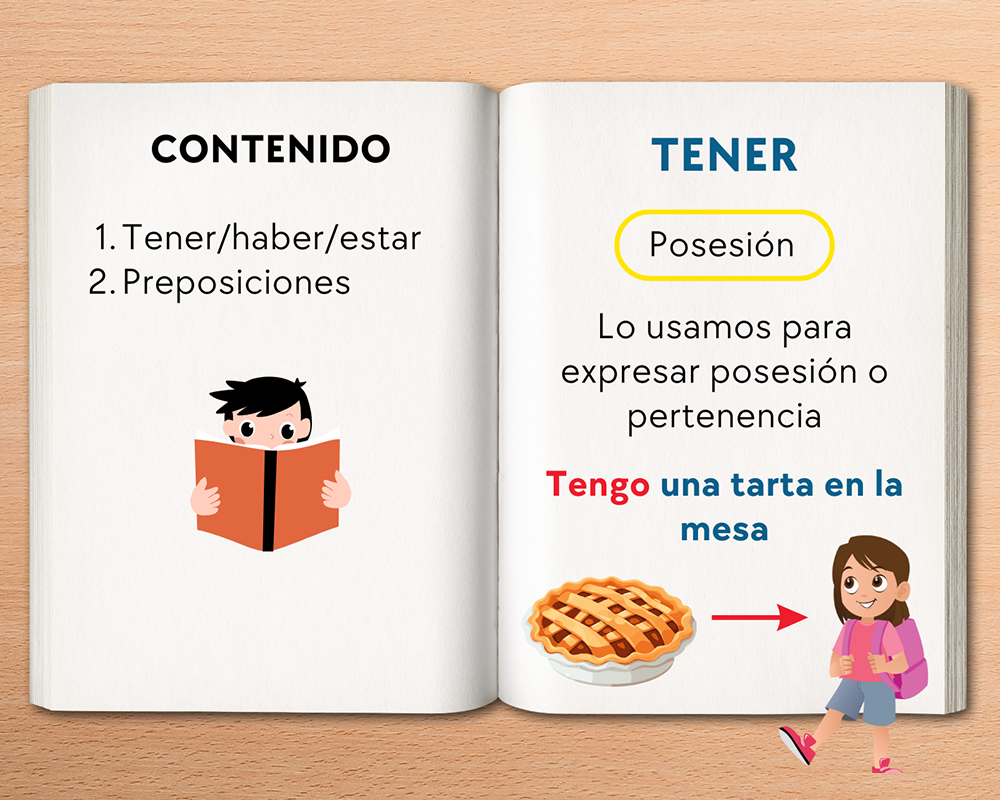 CONTENIDO
1. Tener/haber/estar
2. Preposiciones
TENER
Posesión
Lo usamos para
expresar posesión o
pertenencia
Tengo una tarta en la
mesa